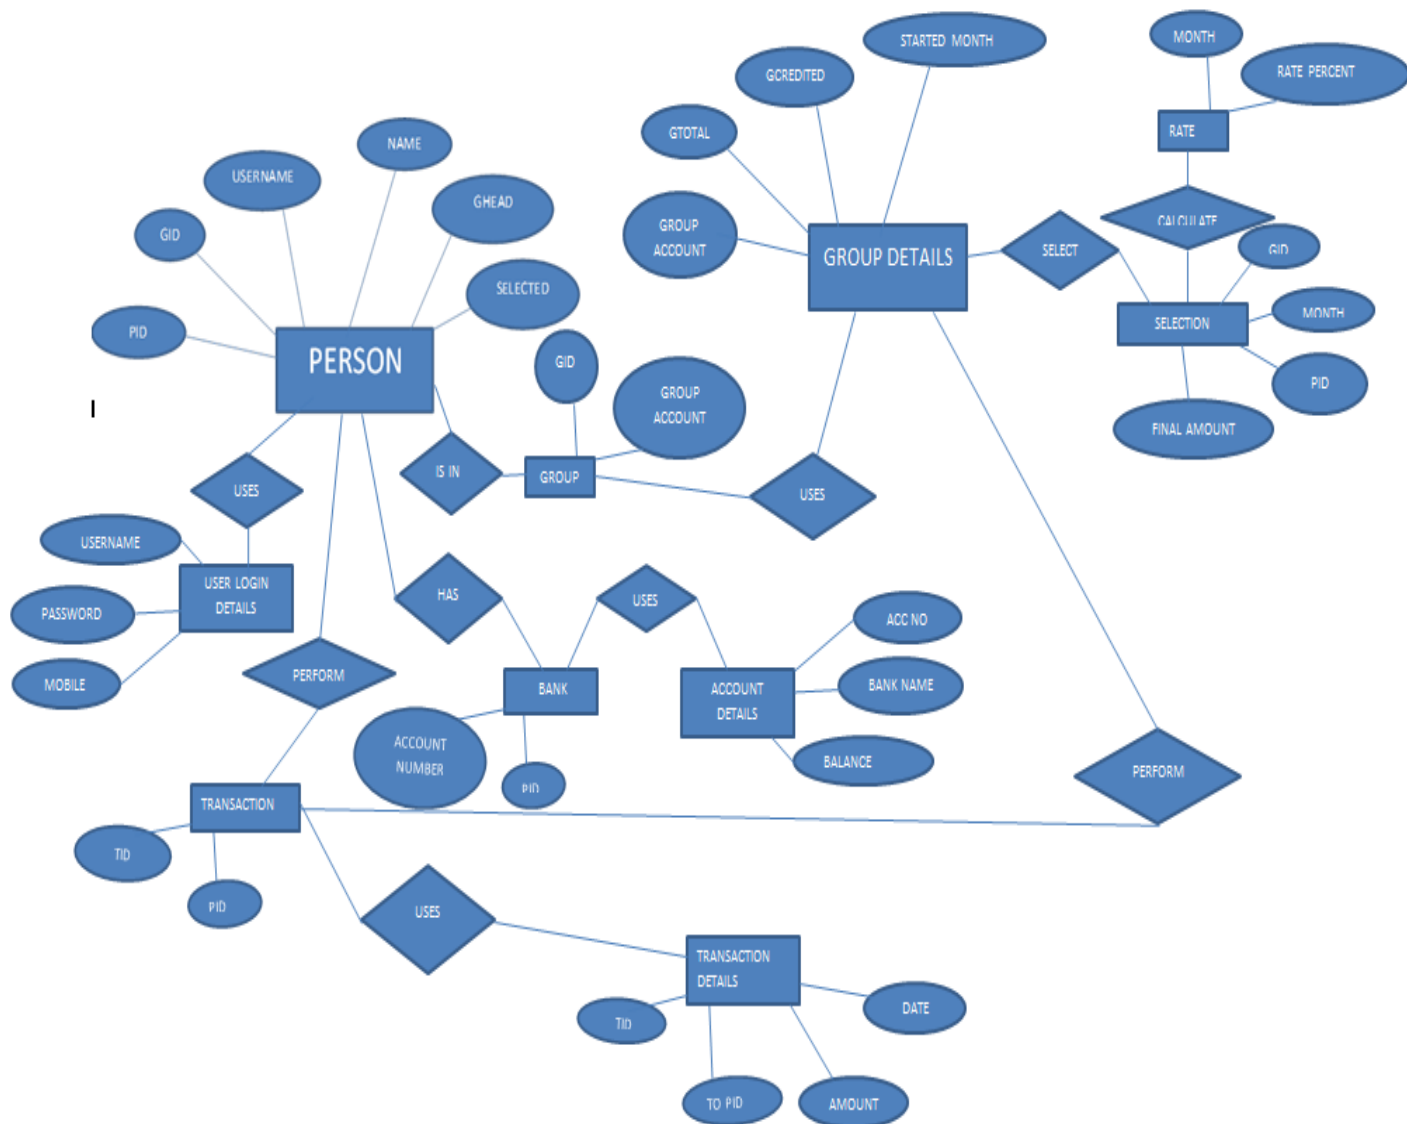 STARTED MONTH
MONTH
GCREDITED
RATE PERCENT
GTOTAL
RATE
NAME
USERNAME
GHEAD
GID
GROUP
ACCOUNT
GROUP DETAILS
SELECT
CALCULATE
GID
SELECTED
PID
PERSON
SELECTION
MONTH
GID
GROUP
ACCOUNT
PID
FINAL AMOUNT
IS IN
GROUP
USES
USES
USERNAME
USER LOGIN
DETAILS
HAS
USES
PASSWORD
ACC NO
MOBILE
PERFORM
BANK
ACCOUNT
DETAILS
BANK NAME
ACCOUNT
NUMBER
PID
BALANCE
PERFORM
TRANSACTION
TID
PID
USES
TRANSACTION
DETAILS
TID
DATE
TO PID
AMOUNT